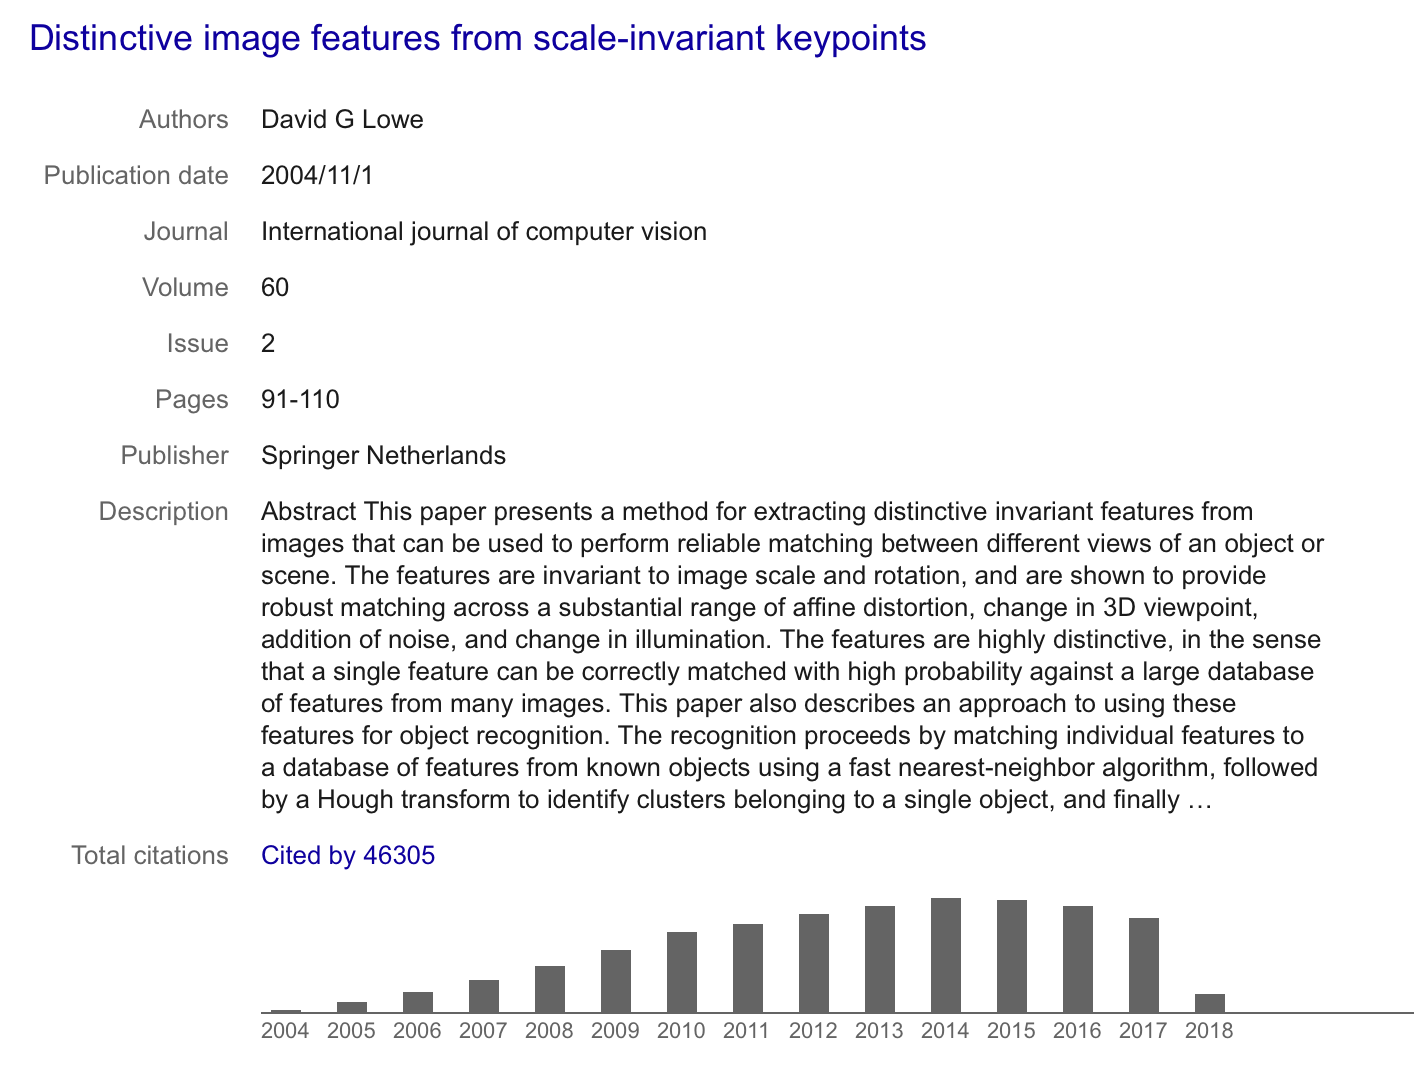 Distinctive image features from scale-invariant keypoints
Authors David G Lowe
Publication date 2004/11/1
Journal International journal of computer vision
Volume 60
Issue 2
Pages 91-110
Publisher Springer Netherlands
Description Abstract This paper presents a method for extracting distinctive invariant features from
images that can be used to perform reliable matching between different views of an object or
scene. The features are invariant to image scale and rotation, and are shown to provide
robust matching across a substantial range of affine distortion, change in 3D viewpoint,
addition of noise, and change in illumination. The features are highly distinctive, in the sense
that a single feature can be correctly matched with high probability against a large database
of features from many images. This paper also describes an approach to using these
features for object recognition. The recognition proceeds by matching individual features to
a database of features from known objects using a fast nearest-neighbor algorithm, followed
by a Hough transform to identify clusters belonging to a single object, and finally …
Total citations Cited by 46305
2004 2005 2006 2007 2008 2009 2010 2011 2012 2013 2014 2015 2016 2017 2018